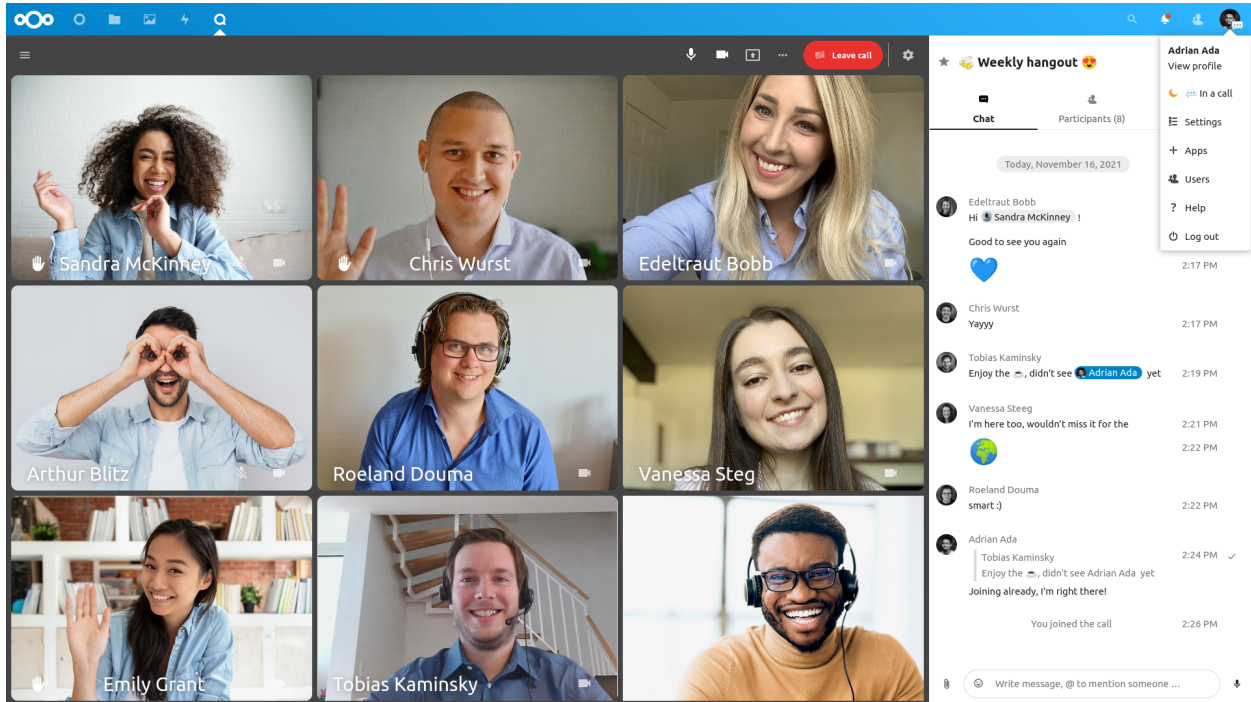 Leave call
Sandra McKinney
Chris Wurst
Edeltraut Bobb
Arthur Blitz
Roeland Douma
Vanessa Steg
Emily Grant
Tobias Kaminsky
Weekly hangout
Chat
Participants (8)
Today, November 16, 2021
Edeltraut Bobb
Hi Sandra McKinney !
Good to see you again
2:17 PM
Chris Wurst
Yayyy 2:17 PM
Tobias Kaminsky
Enjoy the ☕, didn't see Adrian Ada yet 2:19 PM
Vanessa Steeg
I'm here too, wouldn't miss it for the 2:21 PM
2:22 PM
Roeland Douma
smart :) 2:22 PM
Adrian Ada
Tobias Kaminsky 2:24 PM
Enjoy the ☕, didn't see Adrian Ada yet
Joining already, I'm right there!
You joined the call 2:26 PM
Write message, @ to mention someone ...
Adrian Ada
View profile
In a call
Settings
Apps
Users
Help
Log out